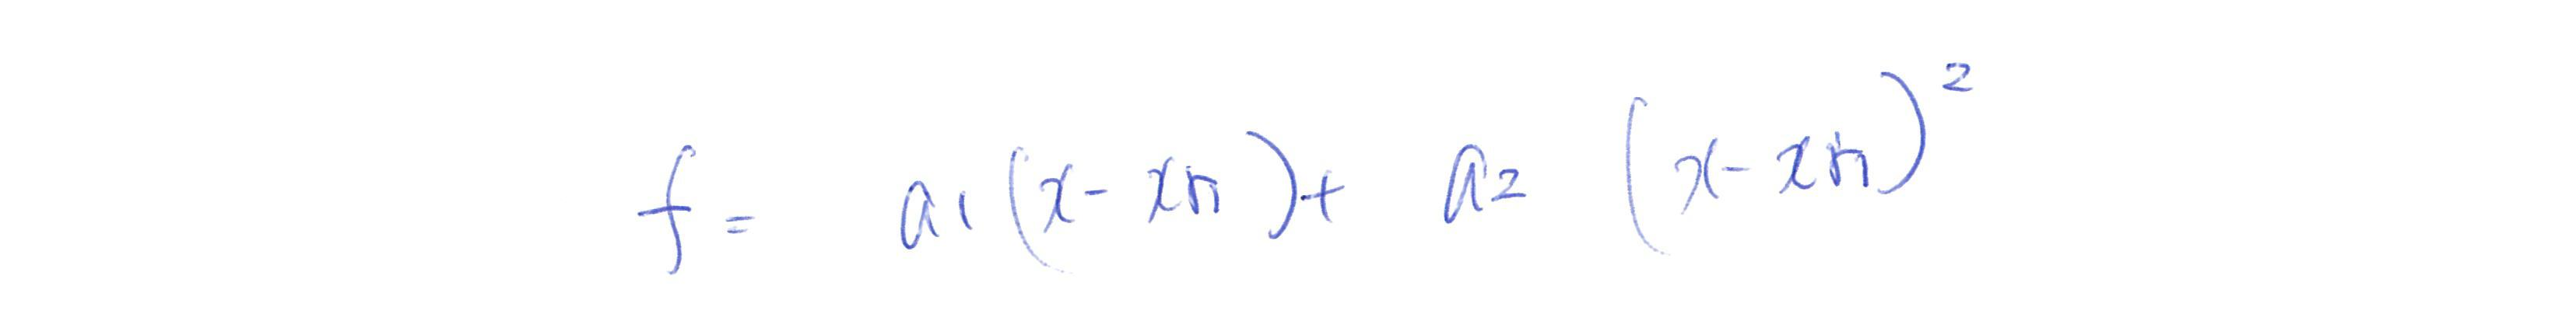 f = a1 (x - xn) + a2 (x - xn)²